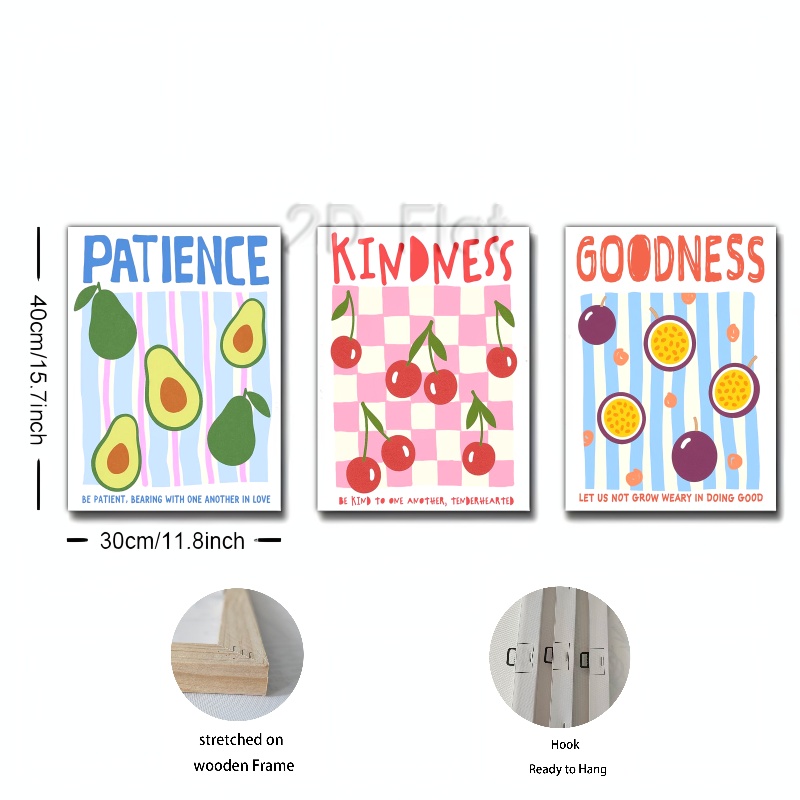 2D Flat
PATIENCE
BE PATIENT, BEARING WITH ONE ANOTHER IN LOVE
KINDNESS
BE KIND TO ONE ANOTHER, TENDERHEARTED
GOODNESS
LET US NOT GROW WEARY IN DOING GOOD
40cm/15.7inch
30cm/11.8inch
stretched on
wooden Frame
Hook
Ready to Hang